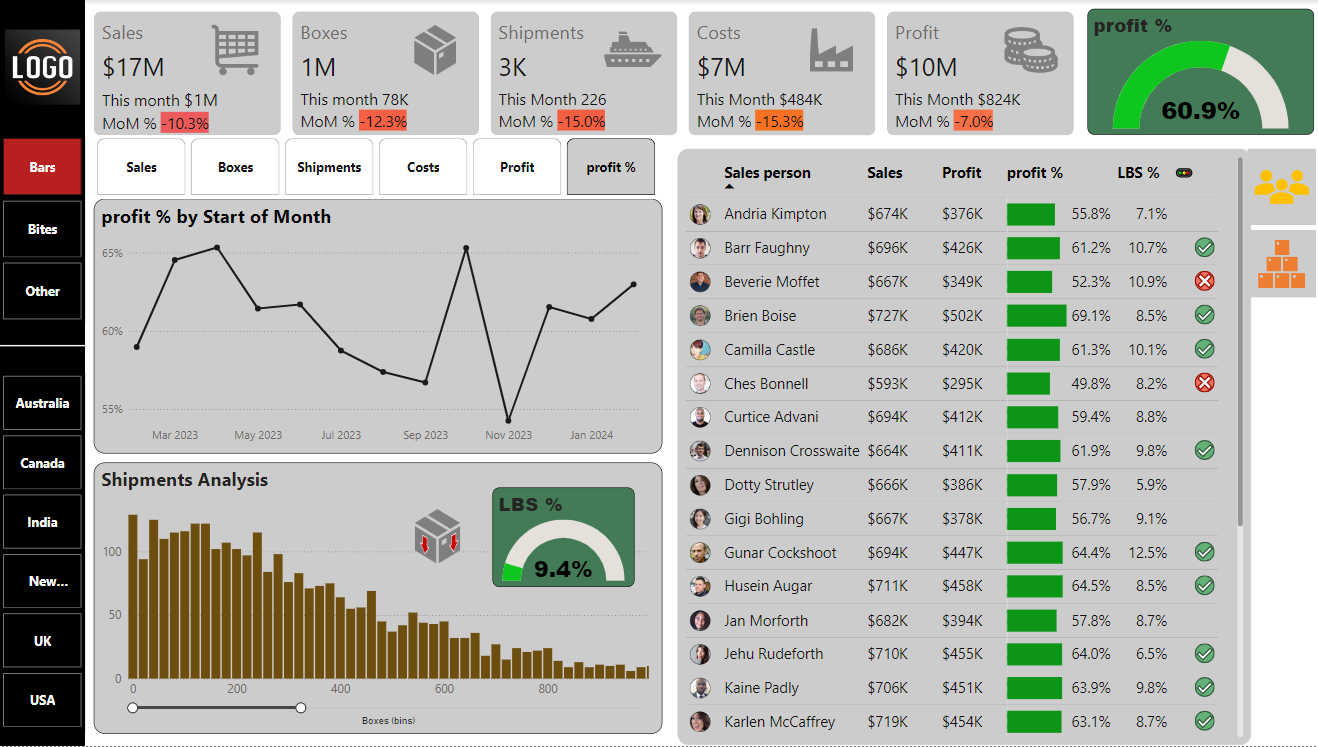 LOGO
Bars
Bites
Other
Australia
Canada
India
New...
UK
USA
Sales
$17M
This month $1M
MoM % -10.3%
Boxes
1M
This month 78K
MoM % -12.3%
Shipments
3K
This Month 226
MoM % -15.0%
Costs
$7M
This Month $484K
MoM % -15.3%
Profit
$10M
This Month $824K
MoM % -7.0%
profit %
60.9%
Sales Boxes Shipments Costs Profit profit %
profit % by Start of Month
65%
60%
55%
Mar 2023 May 2023 Jul 2023 Sep 2023 Nov 2023 Jan 2024
Shipments Analysis
LBS %
9.4%
100
50
0
0 200 400 600 800
Boxes (bins)
Sales person Sales Profit profit % LBS %
Andria Kimpton $674K $376K 55.8% 7.1%
Barr Faughny $696K $426K 61.2% 10.7%
Beverie Moffet $667K $349K 52.3% 10.9%
Brien Boise $727K $502K 69.1% 8.5%
Camilla Castle $686K $420K 61.3% 10.1%
Ches Bonnell $593K $295K 49.8% 8.2%
Curtice Advani $694K $412K 59.4% 8.8%
Dennison Crosswaite $664K $411K 61.9% 9.8%
Dotty Strutley $666K $386K 57.9% 5.9%
Gigi Bohling $667K $378K 56.7% 9.1%
Gunar Cockshoot $694K $447K 64.4% 12.5%
Husein Augar $711K $458K 64.5% 8.5%
Jan Morforth $682K $394K 57.8% 8.7%
Jehu Rudeforth $710K $455K 64.0% 6.5%
Kaine Padly $706K $451K 63.9% 9.8%
Karlen McCaffrey $719K $454K 63.1% 8.7%